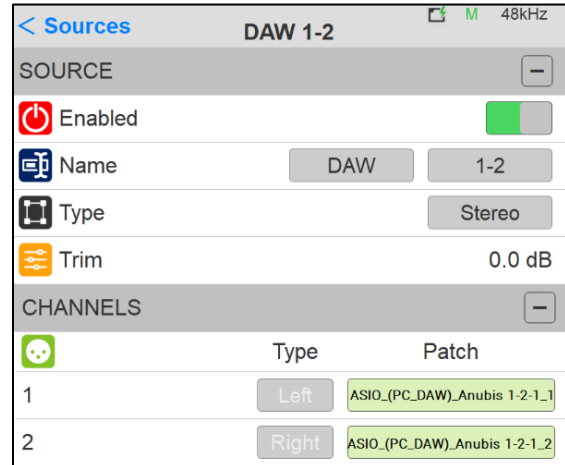 < Sources DAW 1-2 M 48kHz
SOURCE −
Enabled
Name DAW 1-2
Type Stereo
Trim 0.0 dB
CHANNELS −
Type Patch
1 Left ASIO_(PC_DAW)_Anubis 1-2-1_1
2 Right ASIO_(PC_DAW)_Anubis 1-2-1_2